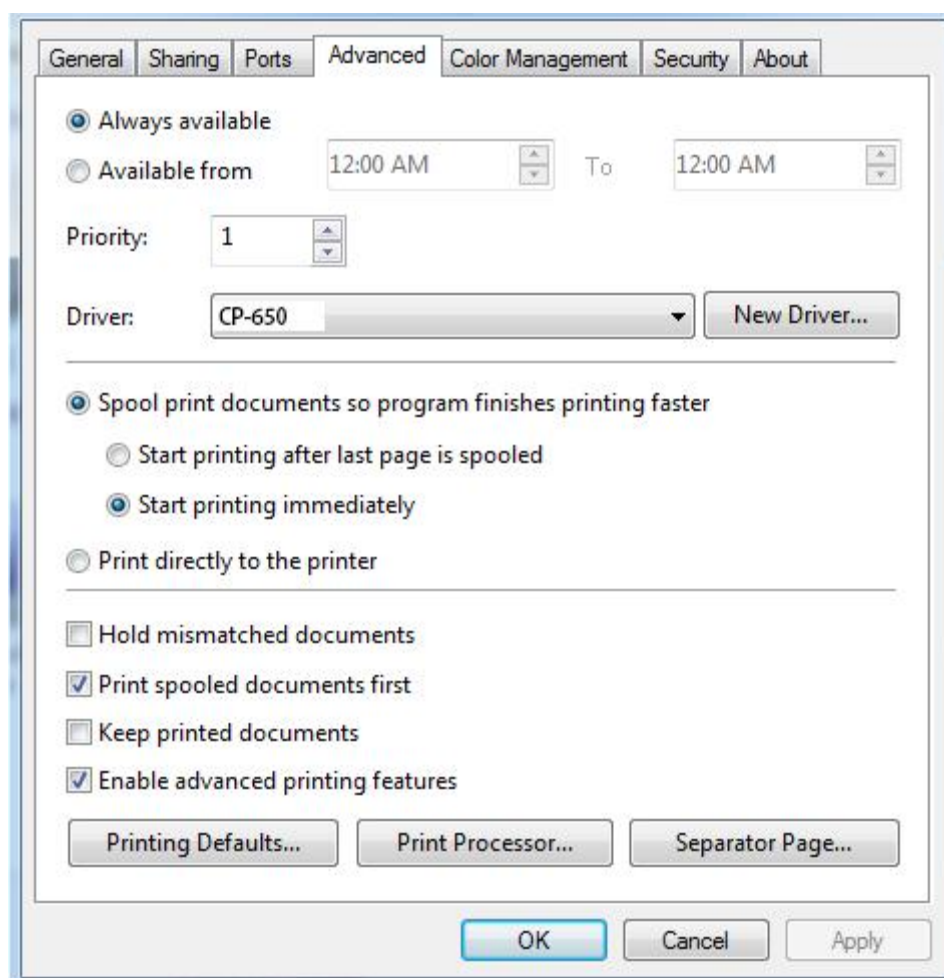 General Sharing Ports Advanced Color Management Security About
Always available
Available from 12:00 AM To 12:00 AM
Priority: 1
Driver: CP-650 New Driver...
Spool print documents so program finishes printing faster
Start printing after last page is spooled
Start printing immediately
Print directly to the printer
Hold mismatched documents
Print spooled documents first
Keep printed documents
Enable advanced printing features
Printing Defaults... Print Processor... Separator Page...
OK Cancel Apply